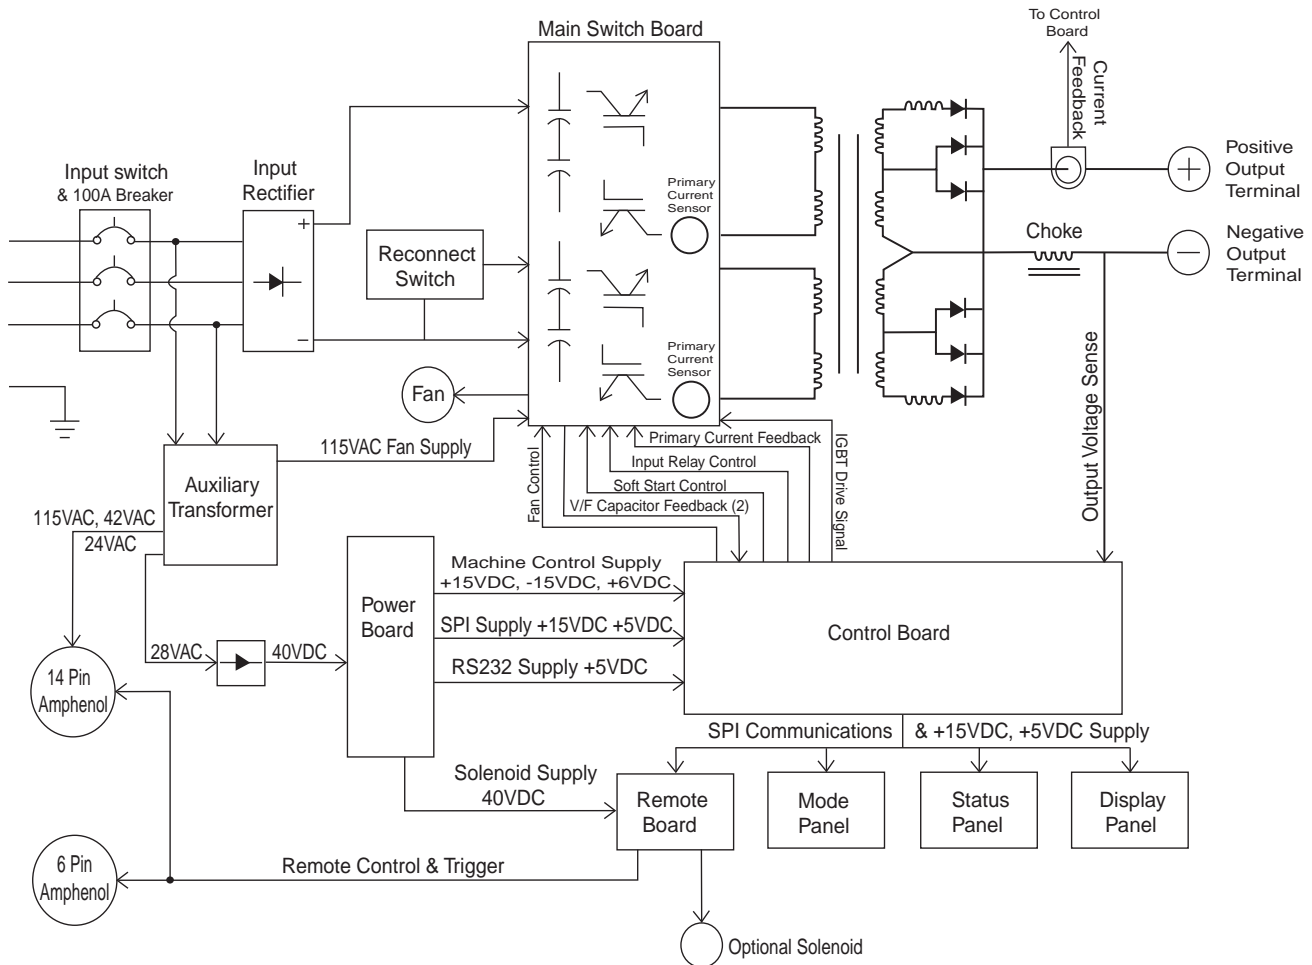 To Control
Board
Current
Feedback
Main Switch Board
Input switch
& 100A Breaker
Input
Rectifier
+
−
Reconnect
Switch
Primary
Current
Sensor
Primary
Current
Sensor
Choke
+
Positive
Output
Terminal
−
Negative
Output
Terminal
Fan
115VAC Fan Supply
Auxiliary
Transformer
115VAC, 42VAC
24VAC
Fan Control
Primary Current Feedback
Input Relay Control
Soft Start Control
V/F Capacitor Feedback (2)
IGBT Drive Signal
Output Voltage Sense
28VAC
40VDC
Power
Board
Machine Control Supply
+15VDC, -15VDC, +6VDC
SPI Supply +15VDC +5VDC
RS232 Supply +5VDC
Control Board
14 Pin
Amphenol
SPI Communications & +15VDC, +5VDC Supply
Solenoid Supply
40VDC
Remote
Board
Mode
Panel
Status
Panel
Display
Panel
6 Pin
Amphenol
Remote Control & Trigger
Optional Solenoid